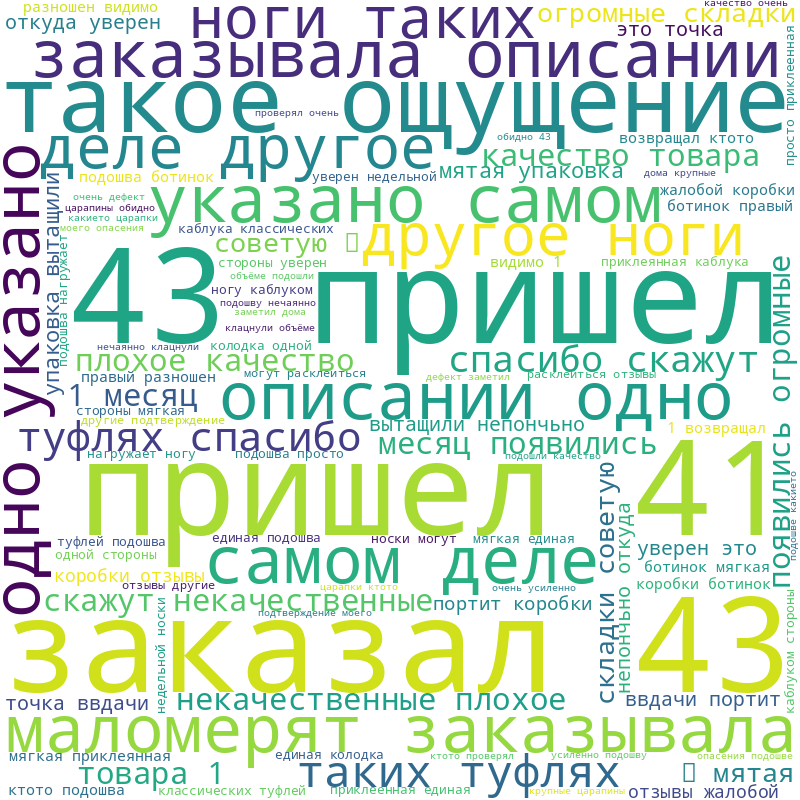 разношен видимо
ноги таких
качество очень
откуда уверен
огромные складки
это точка
заказывала описании
просто приклеенная
такое ощущение
проверял очень
обидно 43
возвращал ктото
деле другое
качество товара
одно указано
подошва ботинок
уверен недельной
мятая упаковка
дома крупные
упаковка вытащили
очень дефект
указано самом
жалобой коробки
царапины обидно
ботинок правый
какието царапки
моего опасения
каблука классических
советую
другое ноги
подошва нагружает
стороны уверен
видимо 1
приклеянная каблука
объёме подошли
43 пришел
ногу каблуком
появились огромные
подошву нечаянно
заметил дома
клацнули объёме
нечаянно клацнули
колодка одной
плохое качество
спасибо скажут
правый разношен
могут расклеиться
дефект заметил
расклеиться отзывы
1 месяц
описании одно
стороны мягкая
другие подтверждение
туфлях спасибо
вытащили непончьно
1 возвращал
месяц появились
нагружает ногу
подошва просто
подошли качество
пришел 41
складки советую
подошве какието
непончьно откуда
туфлей подошва
единая подошва
носки могут
мягкая единая
уверен это
одной стороны
самом деле
коробки отзывы
ботинок мягкая
отзывы другие
царапки ктото
очень усиленно
коробки ботинок
скажут некачественные
портит коробки
подтверждение моего
недельной носки
каблуком стороны
заказал 43
точка ввдачи
некачественные плохое
ввдачи портит
маломерят заказывала
мягкая приклеянная
единая колодка
ктото проверял
усиленно подошву
опасения подошве
товара 1
таких туфлях
мятая
ктото подошва
классических туфлей
приклеенная единая
крупные царапины
отзывы жалобой